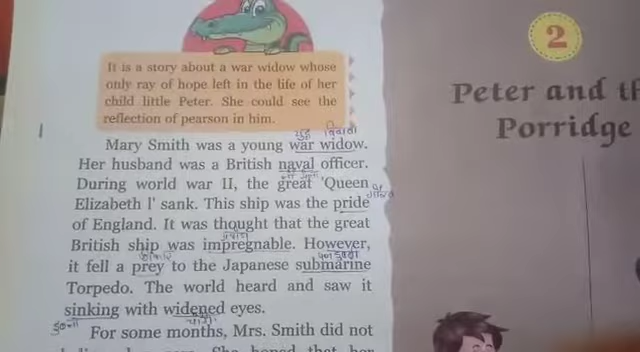 It is a story about a war widow whose
only ray of hope left in the life of her
child little Peter. She could see the
reflection of pearson in him.
2
Peter and
Porridge
युद्ध विधवा
Mary Smith was a young war widow.
Her husband was a British naval officer.
During world war II, the great 'Queen
Elizabeth I' sank. This ship was the pride
of England. It was thought that the great
British ship was impregnable. However,
it fell a prey to the Japanese submarine
Torpedo. The world heard and saw it
sinking with widened eyes.
For some months, Mrs. Smith did not